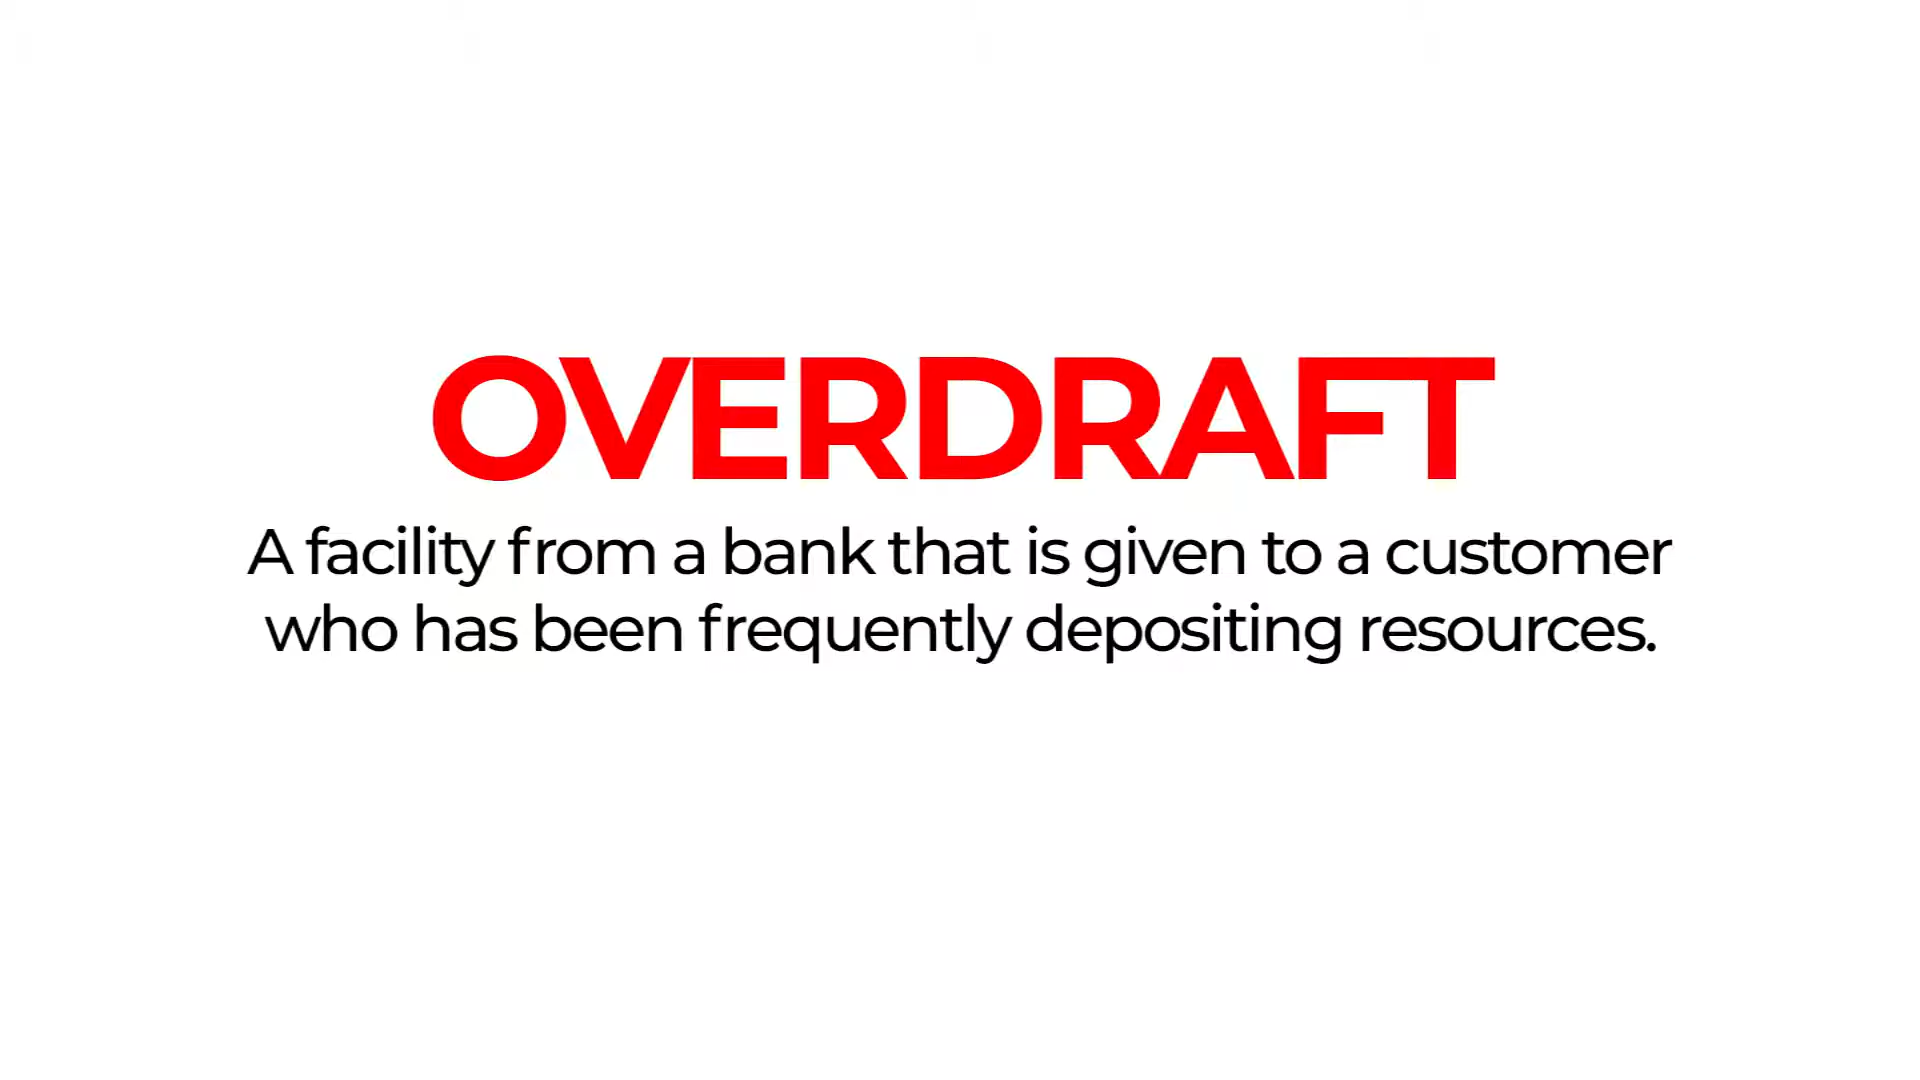 OVERDRAFT
A facility from a bank that is given to a customer
who has been frequently depositing resources.